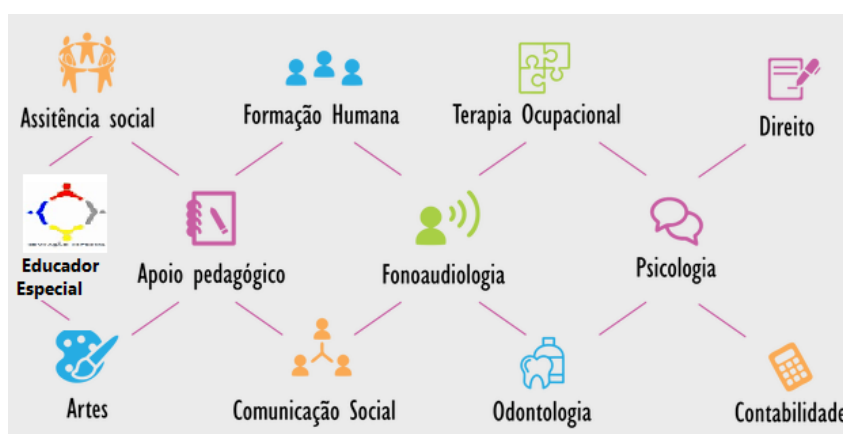 Assitência social
Formação Humana
Terapia Ocupacional
Direito
Educador
Especial
Apoio pedagógico
Fonoaudiologia
Psicologia
Artes
Comunicação Social
Odontologia
Contabilidade